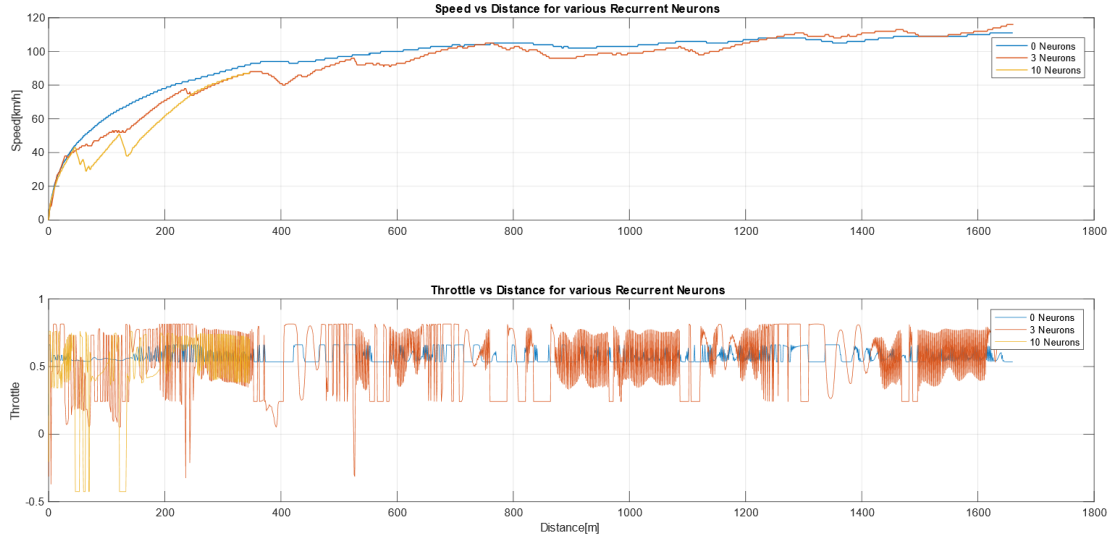 Speed vs Distance for various Recurrent Neurons
120
100
80
60
40
20
0
Speed[km/h]
0 Neurons
3 Neurons
10 Neurons
0 200 400 600 800 1000 1200 1400 1600 1800
Throttle vs Distance for various Recurrent Neurons
1
0.5
0
-0.5
Throttle
0 Neurons
3 Neurons
10 Neurons
0 200 400 600 800 1000 1200 1400 1600 1800
Distance[m]